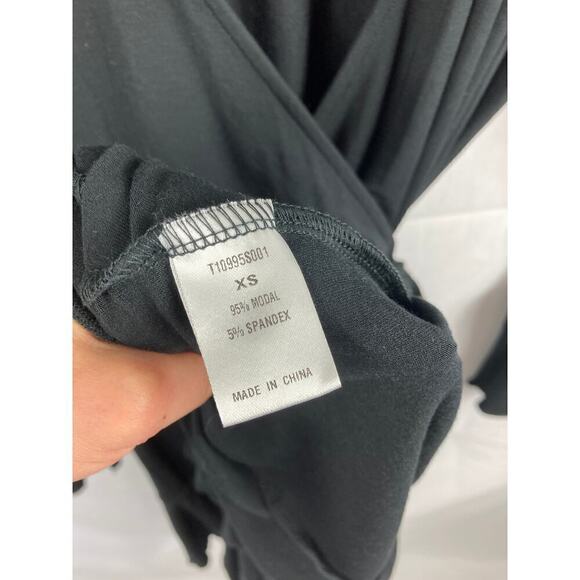 T10995S001
XS
95% MODAL
5% SPANDEX
MADE IN CHINA